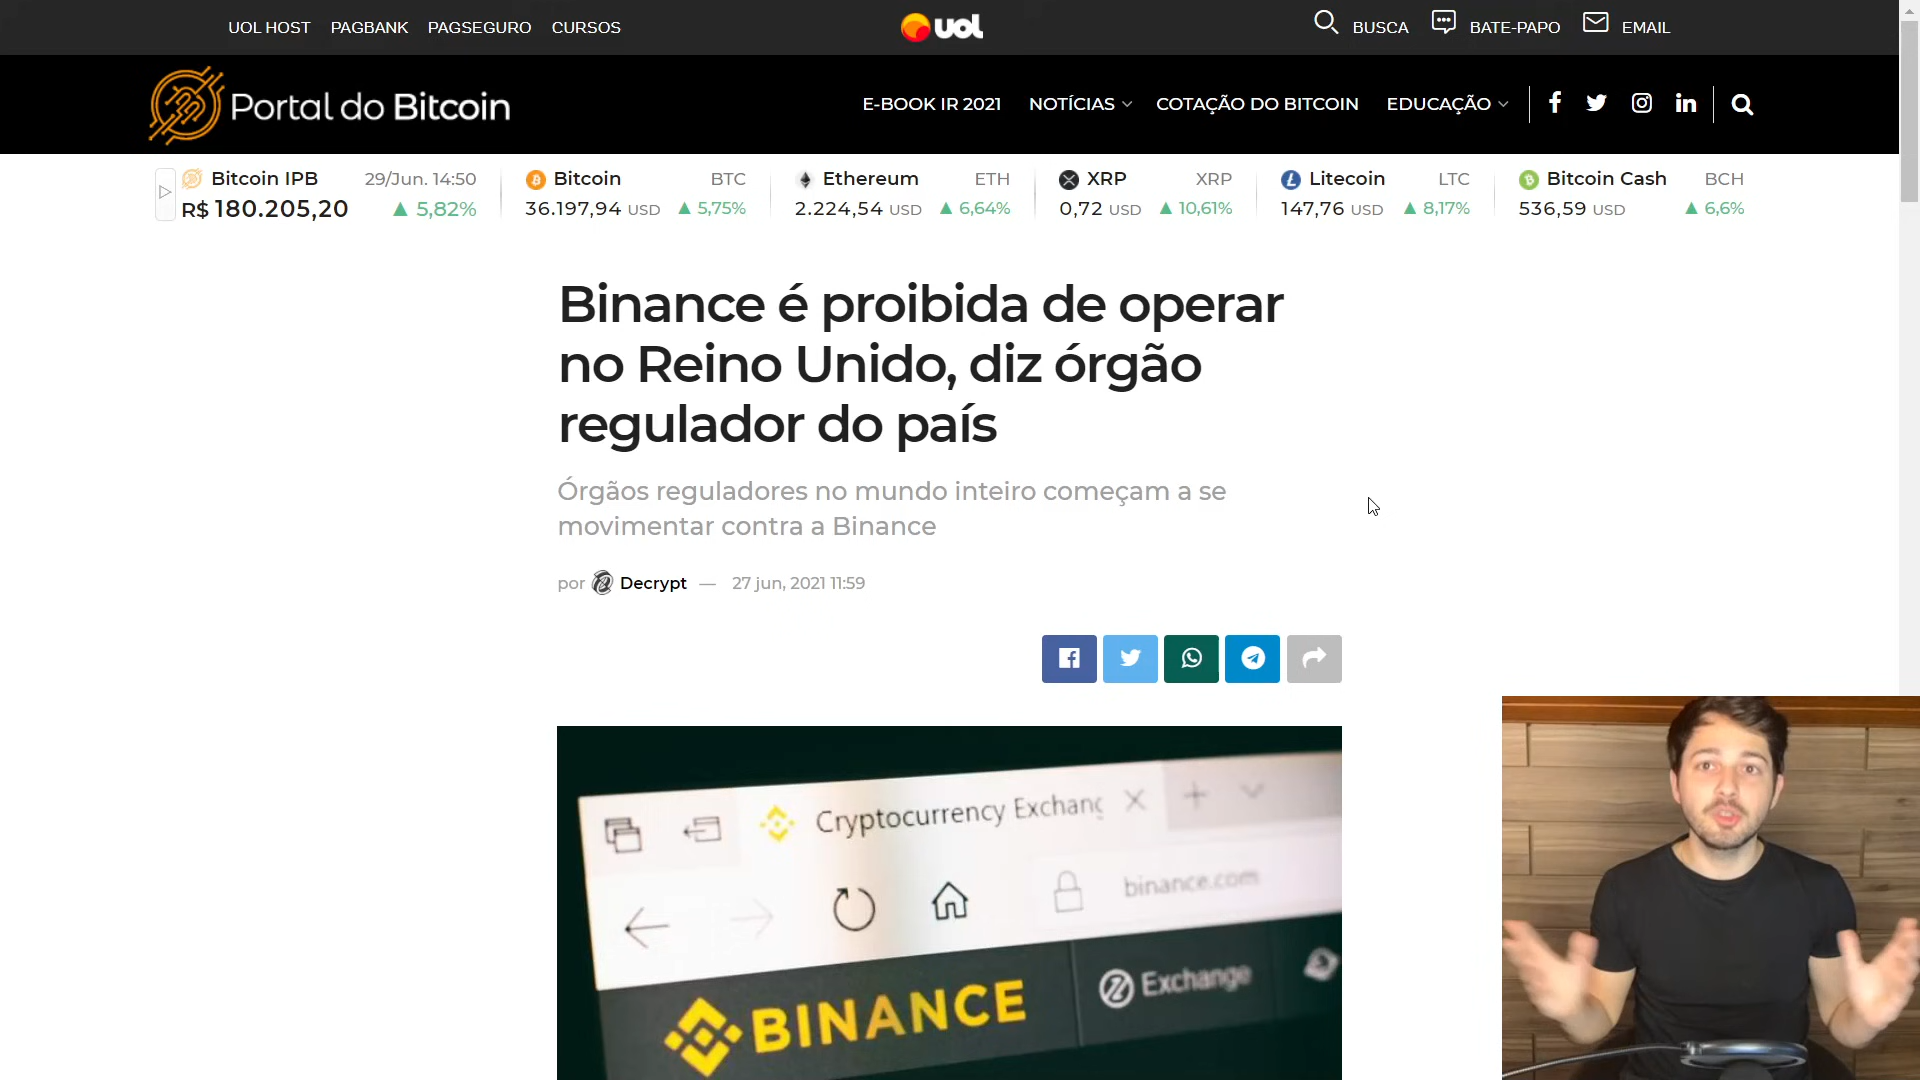 UOL HOST PAGBANK PAGSEGURO CURSOS uol BUSCA BATE-PAPO EMAIL
Portal do Bitcoin E-BOOK IR 2021 NOTÍCIAS COTAÇÃO DO BITCOIN EDUCAÇÃO
Bitcoin IPB 29/Jun. 14:50 Bitcoin BTC Ethereum ETH XRP XRP Litecoin LTC Bitcoin Cash BCH
R$ 180.205,20 ▲ 5,82% 36.197,94 USD ▲ 5,75% 2.224,54 USD ▲ 6,64% 0,72 USD ▲ 10,61% 147,76 USD ▲ 8,17% 536,59 USD ▲ 6,6%
Binance é proibida de operar
no Reino Unido, diz órgão
regulador do país
Órgãos reguladores no mundo inteiro começam a se
movimentar contra a Binance
por Decrypt — 27 jun, 2021 11:59
Cryptocurrency Exchang
binance.com
BINANCE Exchange